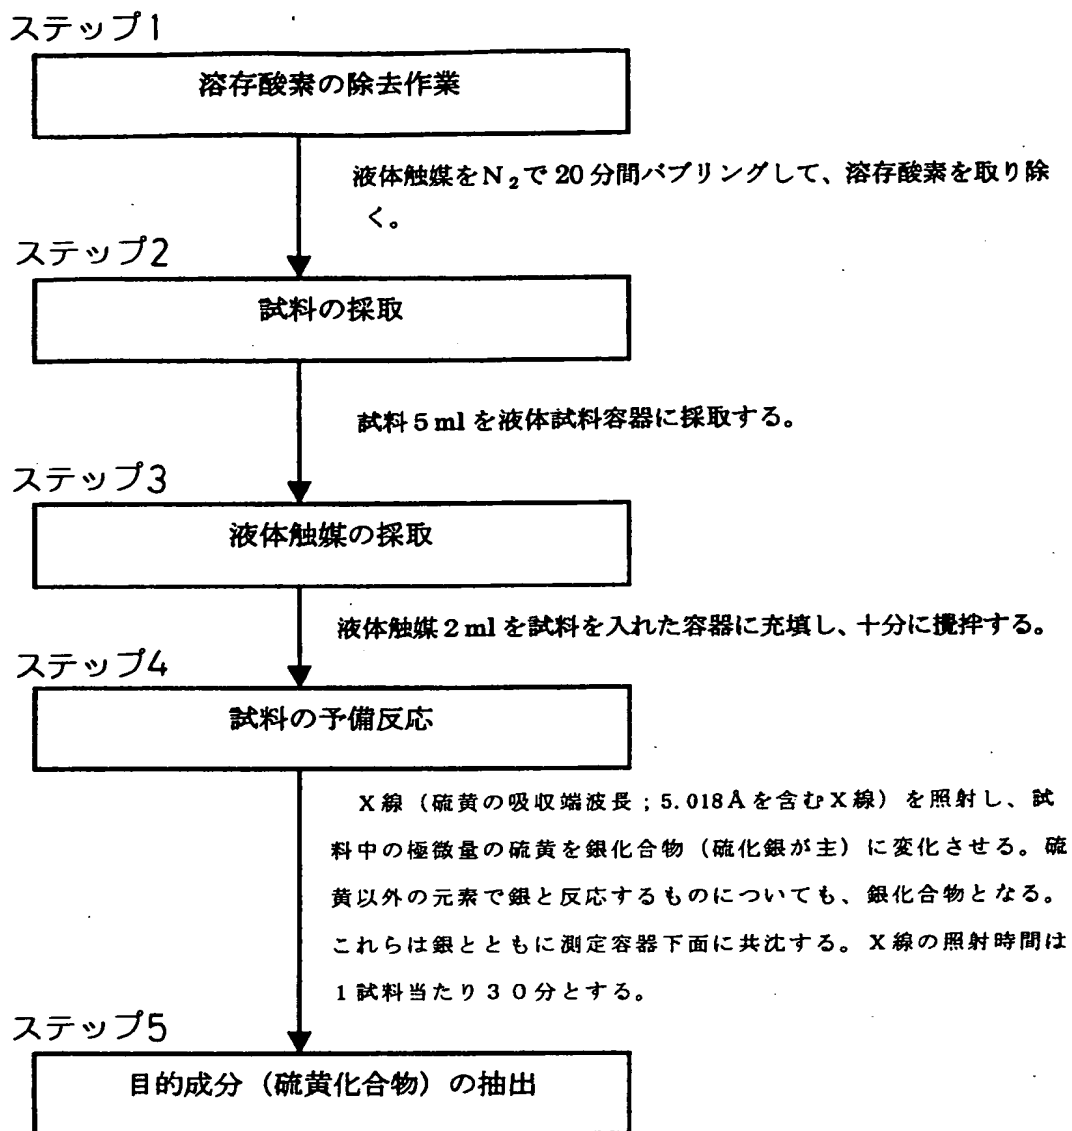 ステップ1
溶存酸素の除去作業
液体触媒をN₂で20分間バブリングして、溶存酸素を取り除
く。
ステップ2
試料の採取
試料5mlを液体試料容器に採取する。
ステップ3
液体触媒の採取
液体触媒2mlを試料を入れた容器に充填し、十分に攪拌する。
ステップ4
試料の予備反応
X線（硫黄の吸収端波長；5.018Åを含むX線）を照射し、試
料中の極微量の硫黄を銀化合物（硫化銀が主）に変化させる。硫
黄以外の元素で銀と反応するものについても、銀化合物となる。
これらは銀とともに測定容器下面に共沈する。X線の照射時間は
1試料当たり30分とする。
ステップ5
目的成分（硫黄化合物）の抽出